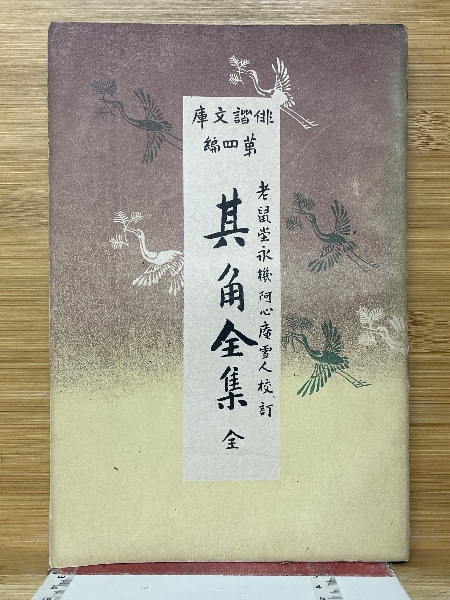 俳諧文庫
第四編
老鼠堂永機阿心庵雪人校訂
其角全集 全